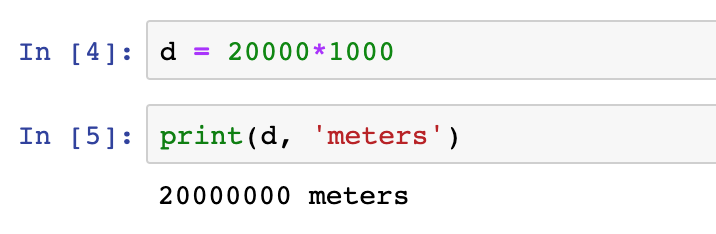 In [4]: d = 20000*1000
In [5]: print(d, 'meters')
20000000 meters